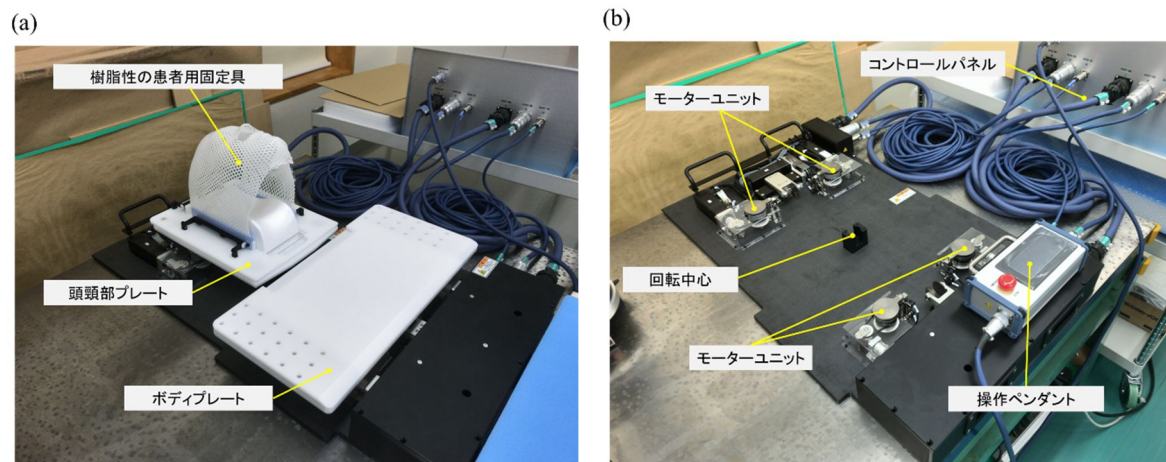 (a)
樹脂性の患者用固定具
頭頸部プレート
ボディプレート
(b)
コントロールパネル
モーターユニット
回転中心
モーターユニット
操作ペンダント